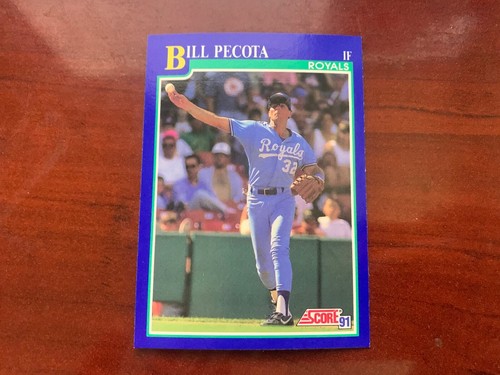 BILL PECOTA IF
ROYALS
Royals
32
SCORE 91